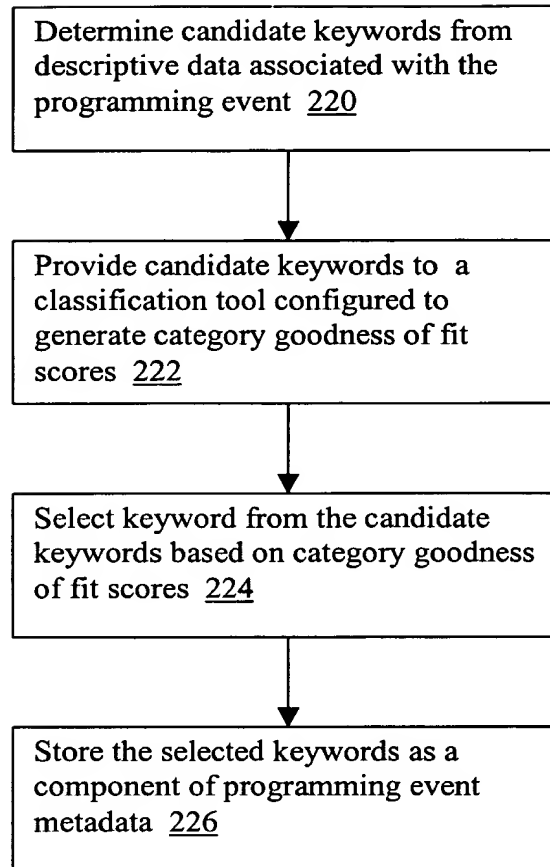 Determine candidate keywords from
descriptive data associated with the
programming event 220
Provide candidate keywords to a
classification tool configured to
generate category goodness of fit
scores 222
Select keyword from the candidate
keywords based on category goodness
of fit scores 224
Store the selected keywords as a
component of programming event
metadata 226